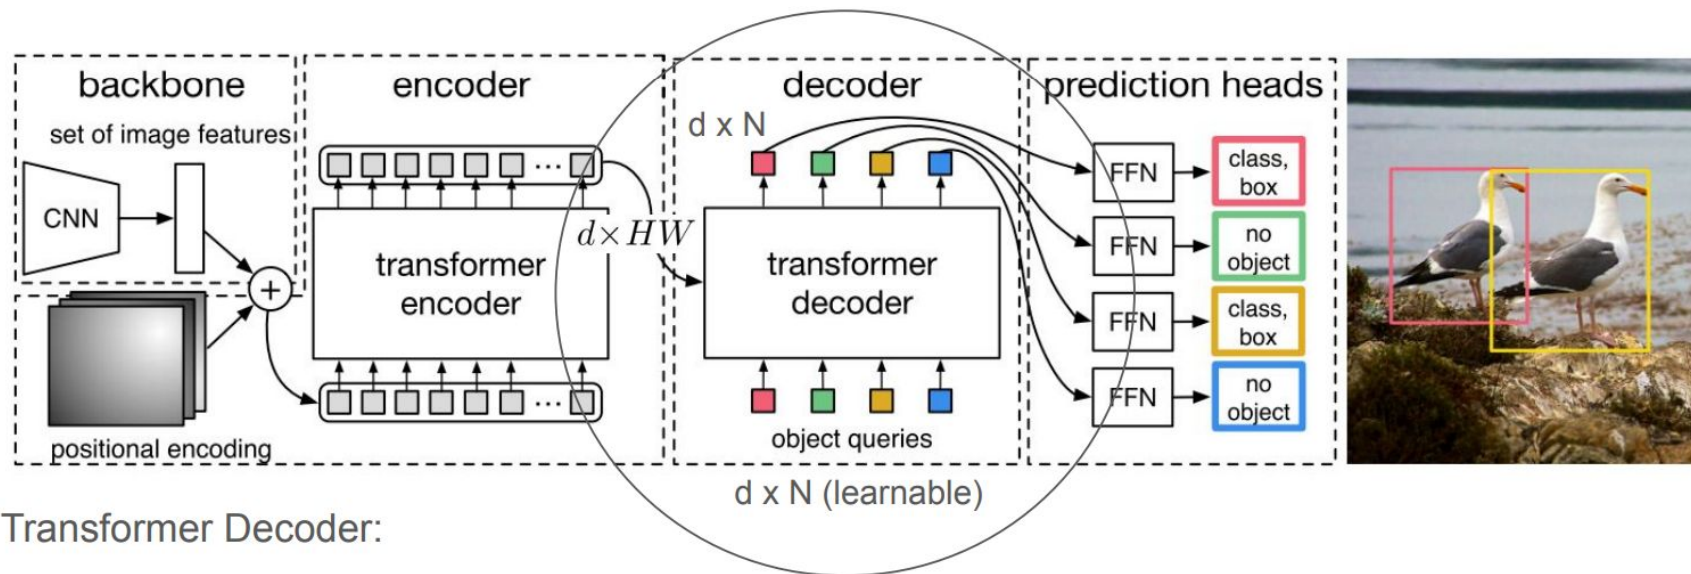 backbone
set of image features
CNN
+
positional encoding
encoder
...
transformer
encoder
...
d×HW
decoder
d x N
transformer
decoder
object queries
d x N (learnable)
prediction heads
FFN
class,
box
FFN
no
object
FFN
class,
box
FFN
no
object
Transformer Decoder: